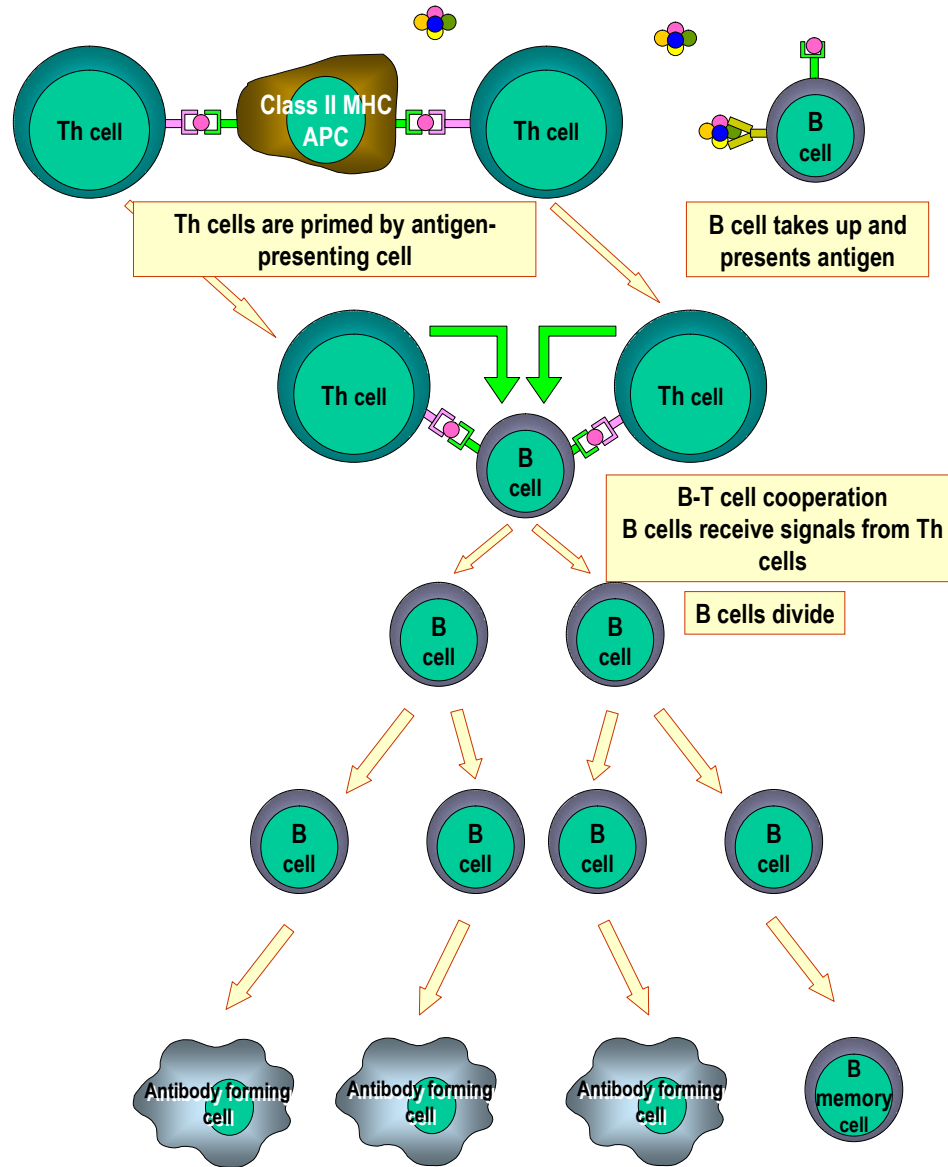 Th cell
Class II MHC
APC
Th cell
B
cell
Th cells are primed by antigen-
presenting cell
B cell takes up and
presents antigen
Th cell
Th cell
B
cell
B-T cell cooperation
B cells receive signals from Th
cells
B
cell
B
cell
B cells divide
B
cell
B
cell
B
cell
B
cell
Antibody forming
cell
Antibody forming
cell
Antibody forming
cell
B
memory
cell